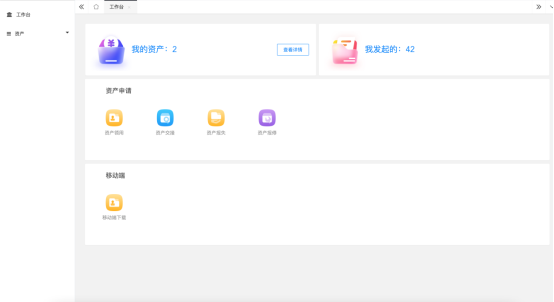 工作台
资产
工作台
我的资产：2
查看详情
我发起的：42
资产申请
资产领用
资产交接
资产退库
资产维修
移动端
移动端下载